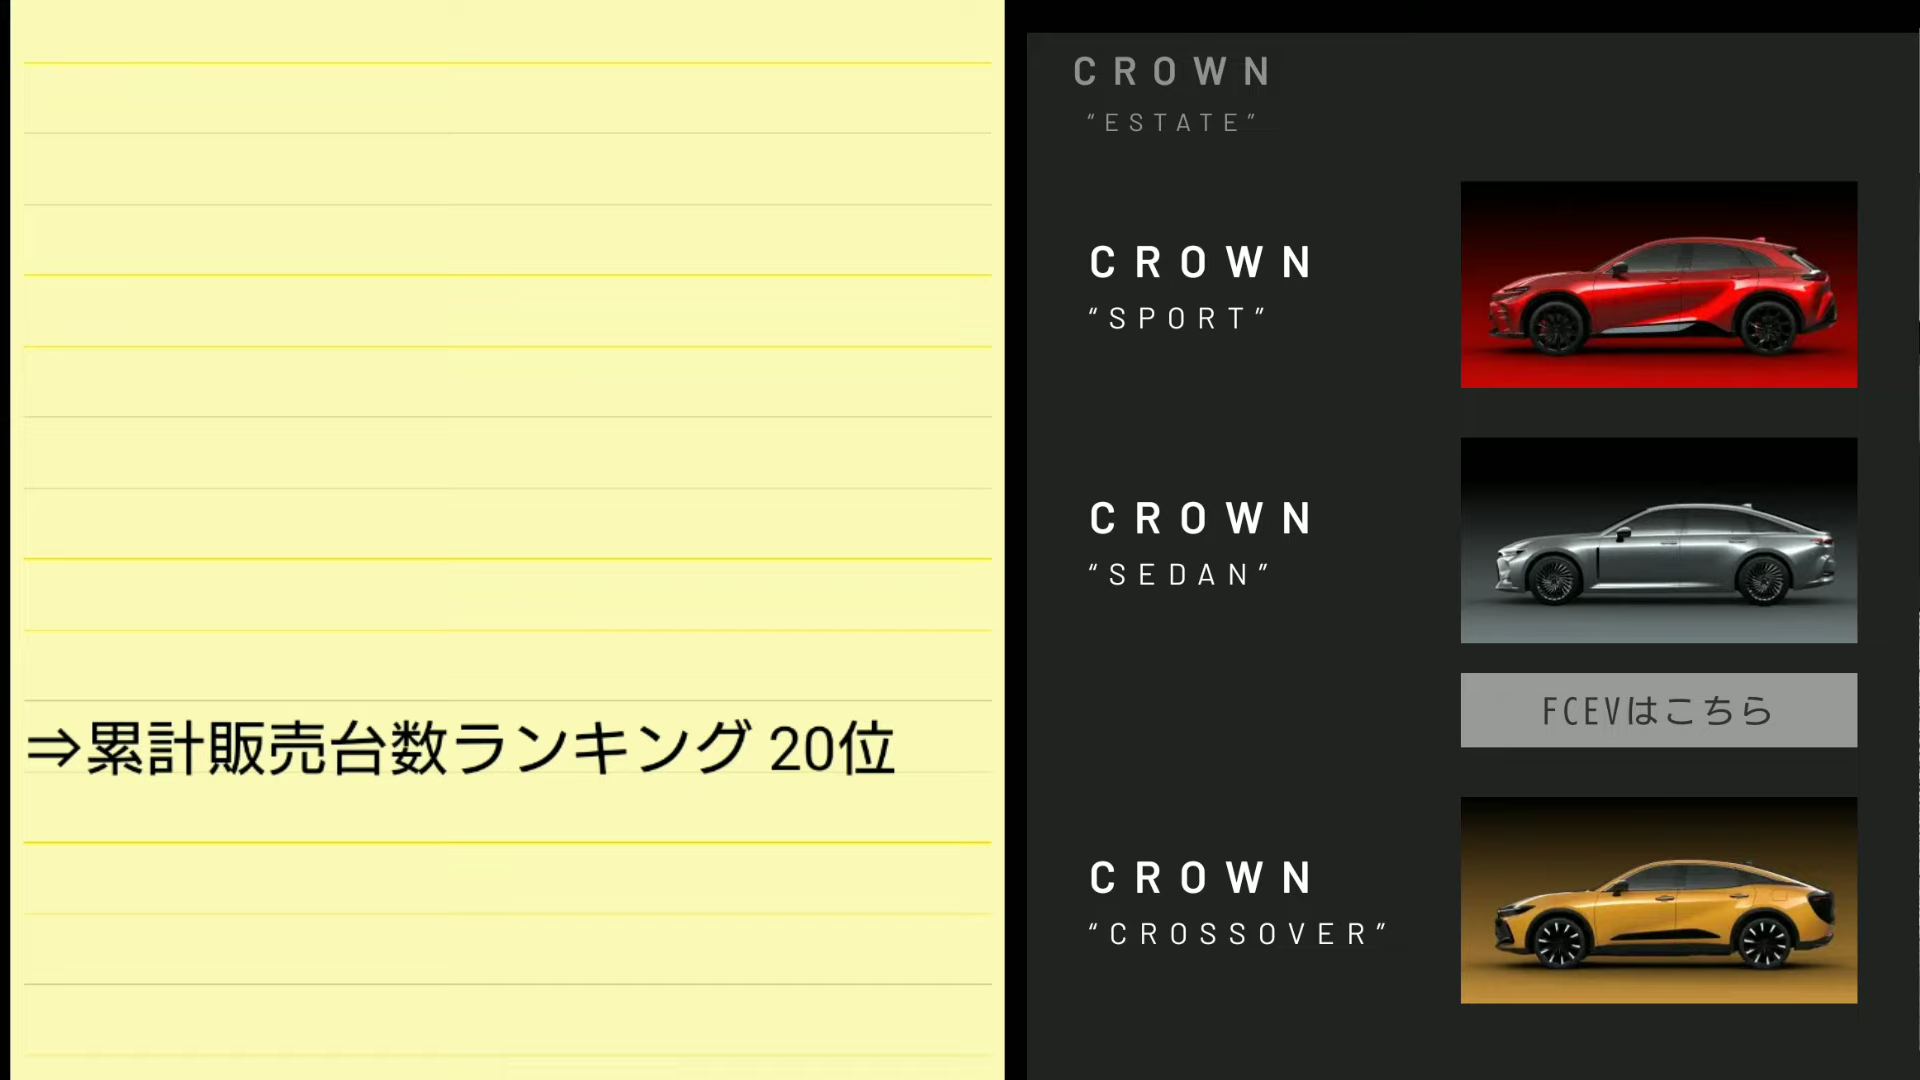 ⇒累計販売台数ランキング 20位
CROWN
“ESTATE”
CROWN
“SPORT”
CROWN
“SEDAN”
FCEVはこちら
CROWN
“CROSSOVER”